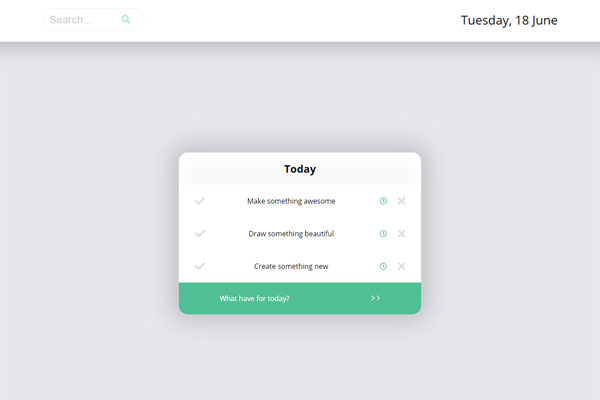 Search...
Tuesday, 18 June
Today
Make something awesome
Draw something beautiful
Create something new
What have for today?